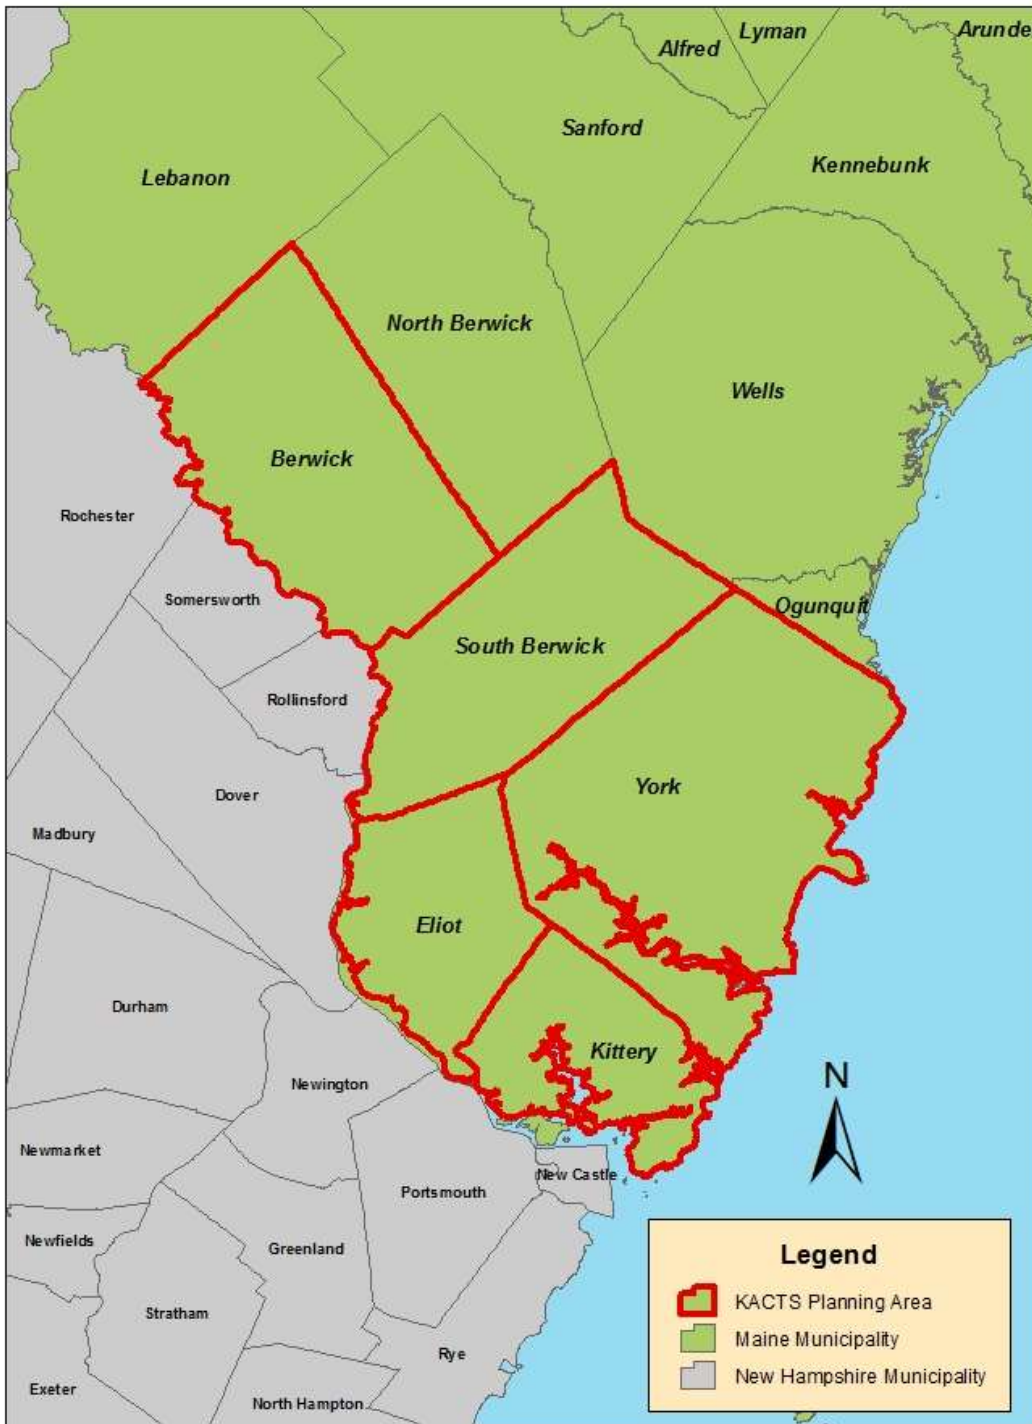 Lyman
Arunde
Alfred
Sanford
Kennebunk
Lebanon
North Berwick
Wells
Berwick
Rochester
Somersworth
Ogunquit
South Berwick
Rollinsford
York
Dover
Madbury
Eliot
Durham
Kittery
Newington
N
Newmarket
New Castle
Portsmouth
Newfields
Greenland
Legend
KACTS Planning Area
Stratham
Maine Municipality
Rye
New Hampshire Municipality
Exeter
North Hampton